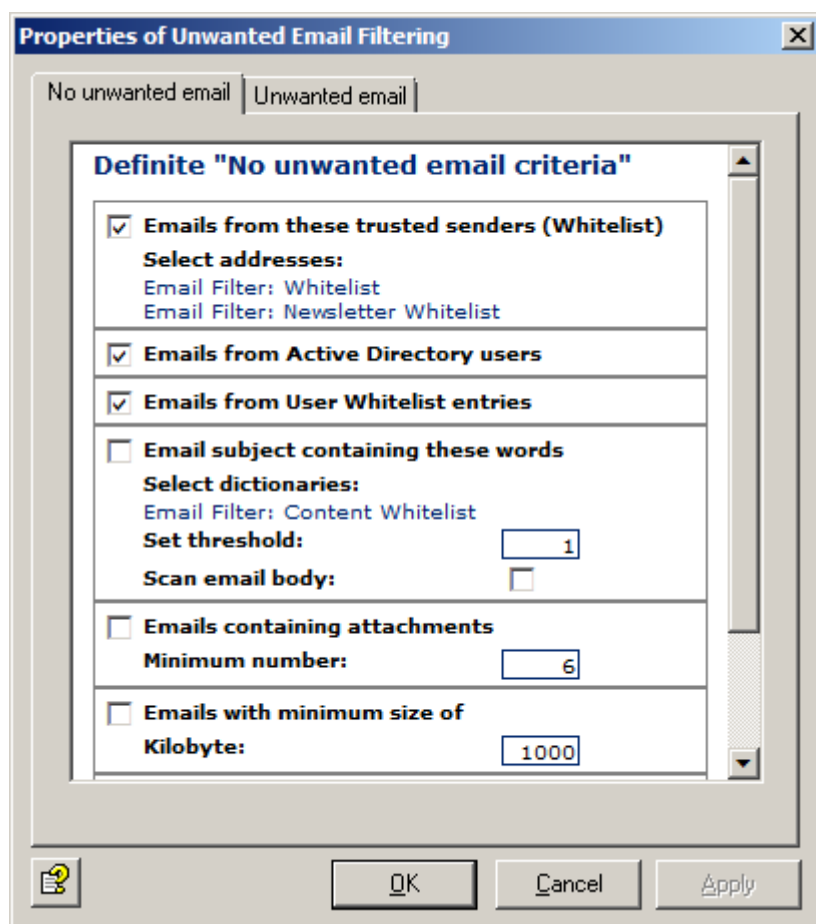 Properties of Unwanted Email Filtering
No unwanted email
Unwanted email
Definite "No unwanted email criteria"
Emails from these trusted senders (Whitelist)
Select addresses:
Email Filter: Whitelist
Email Filter: Newsletter Whitelist
Emails from Active Directory users
Emails from User Whitelist entries
Email subject containing these words
Select dictionaries:
Email Filter: Content Whitelist
Set threshold: 1
Scan email body:
Emails containing attachments
Minimum number: 6
Emails with minimum size of
Kilobyte: 1000
OK Cancel Apply